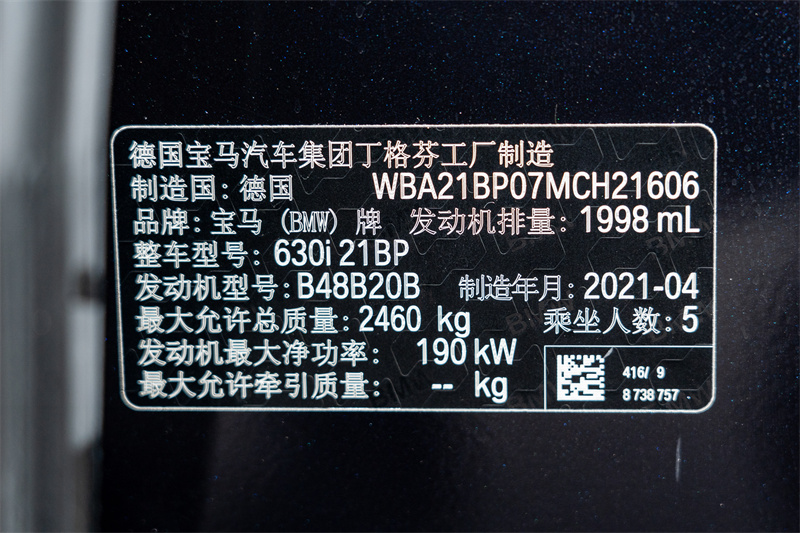 德国宝马汽车集团丁格芬工厂制造
制造国: 德国 WBA21BP07MCH21606
品牌: 宝马 (BMW) 牌 发动机排量: 1998 mL
整车型号: 630i 21BP
发动机型号: B48B20B 制造年月: 2021-04
最大允许总质量: 2460 kg 乘坐人数: 5
发动机最大净功率: 190 kW
最大允许牵引质量: -- kg
416/ 9
8 738 757